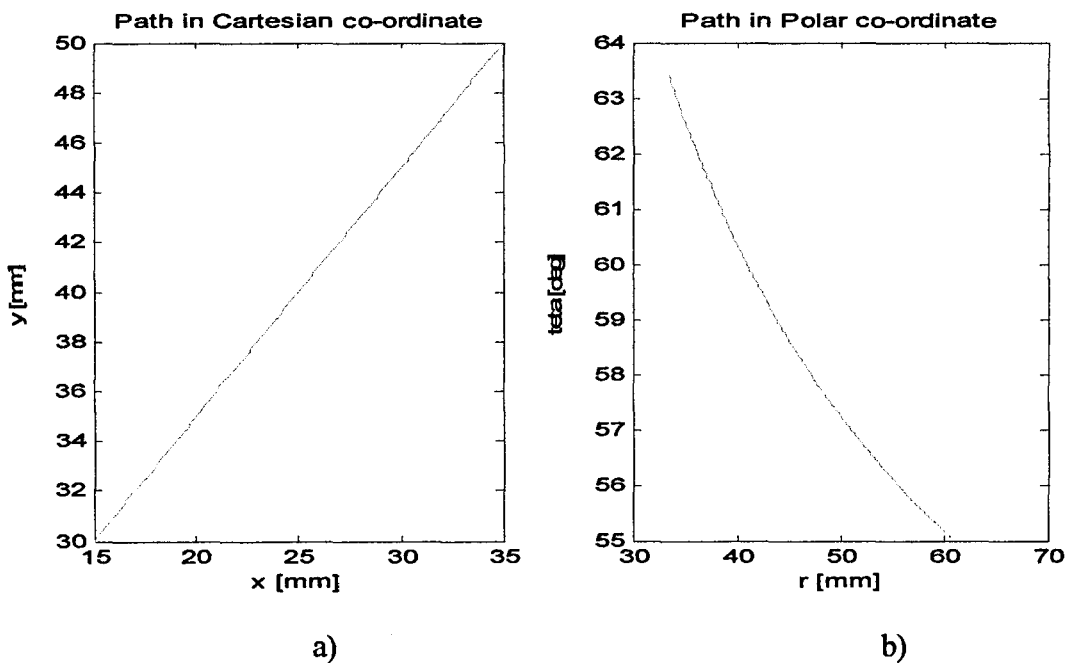 Path in Cartesian co-ordinate
50
48
46
44
42
40
38
36
34
32
30
y [mm]
15 20 25 30 35
x [mm]
a)
Path in Polar co-ordinate
64
63
62
61
60
59
58
57
56
55
teta [deg]
30 40 50 60 70
r [mm]
b)